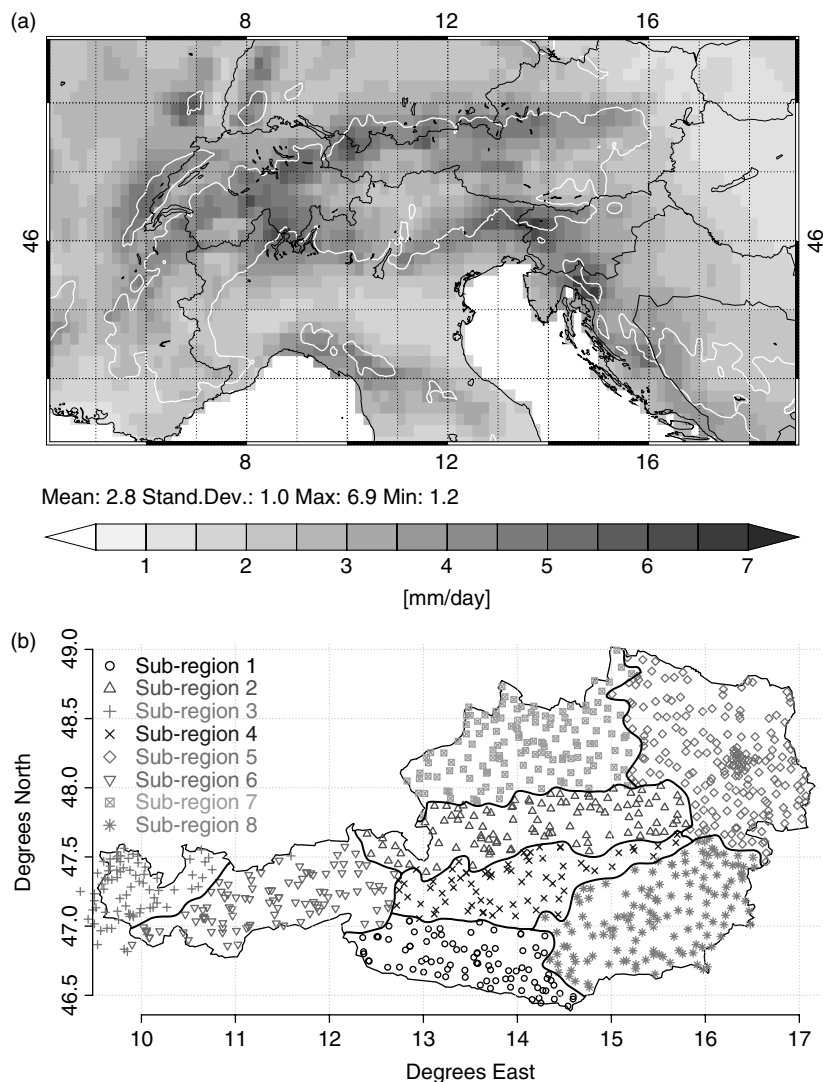 (a)
8 12 16
46 46
8 12 16
Mean: 2.8 Stand.Dev.: 1.0 Max: 6.9 Min: 1.2
1 2 3 4 5 6 7
[mm/day]
(b)
49.0
48.5
48.0
47.5
47.0
46.5
Degrees North
Sub-region 1
Sub-region 2
Sub-region 3
Sub-region 4
Sub-region 5
Sub-region 6
Sub-region 7
Sub-region 8
10 11 12 13 14 15 16 17
Degrees East